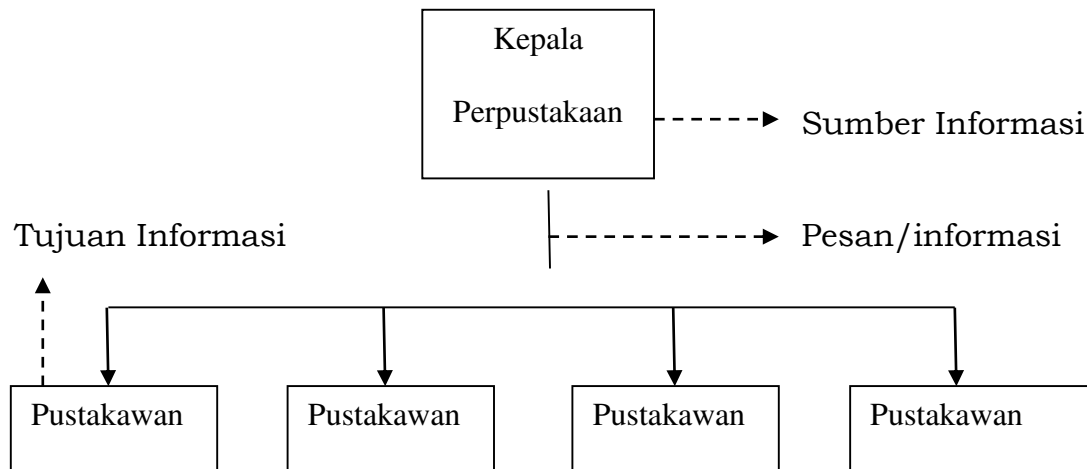 Kepala
Perpustakaan
Sumber Informasi
Tujuan Informasi
Pesan/informasi
Pustakawan
Pustakawan
Pustakawan
Pustakawan